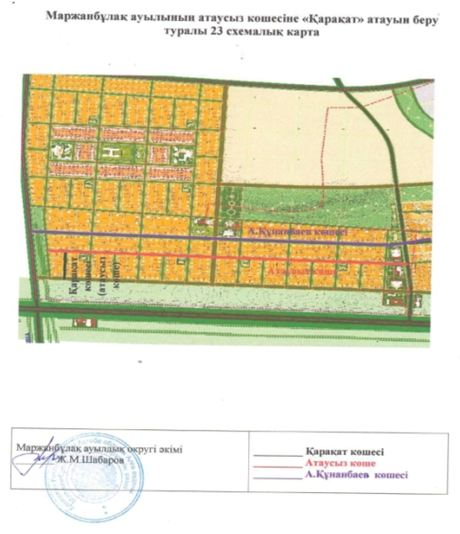 Маржанбұлақ ауылының атаусыз көшесіне «Қарақат» атауын беру
туралы 23 схемалық карта
А.Құнанбаев көшесі
Атаусыз көше
Қарақат
көшесі
(атаусыз
көше)
Маржанбұлақ ауылдық округі әкімі
Ж.М.Шабаров
Қарақат көшесі
Атаусыз көше
А.Құнанбаев көшесі